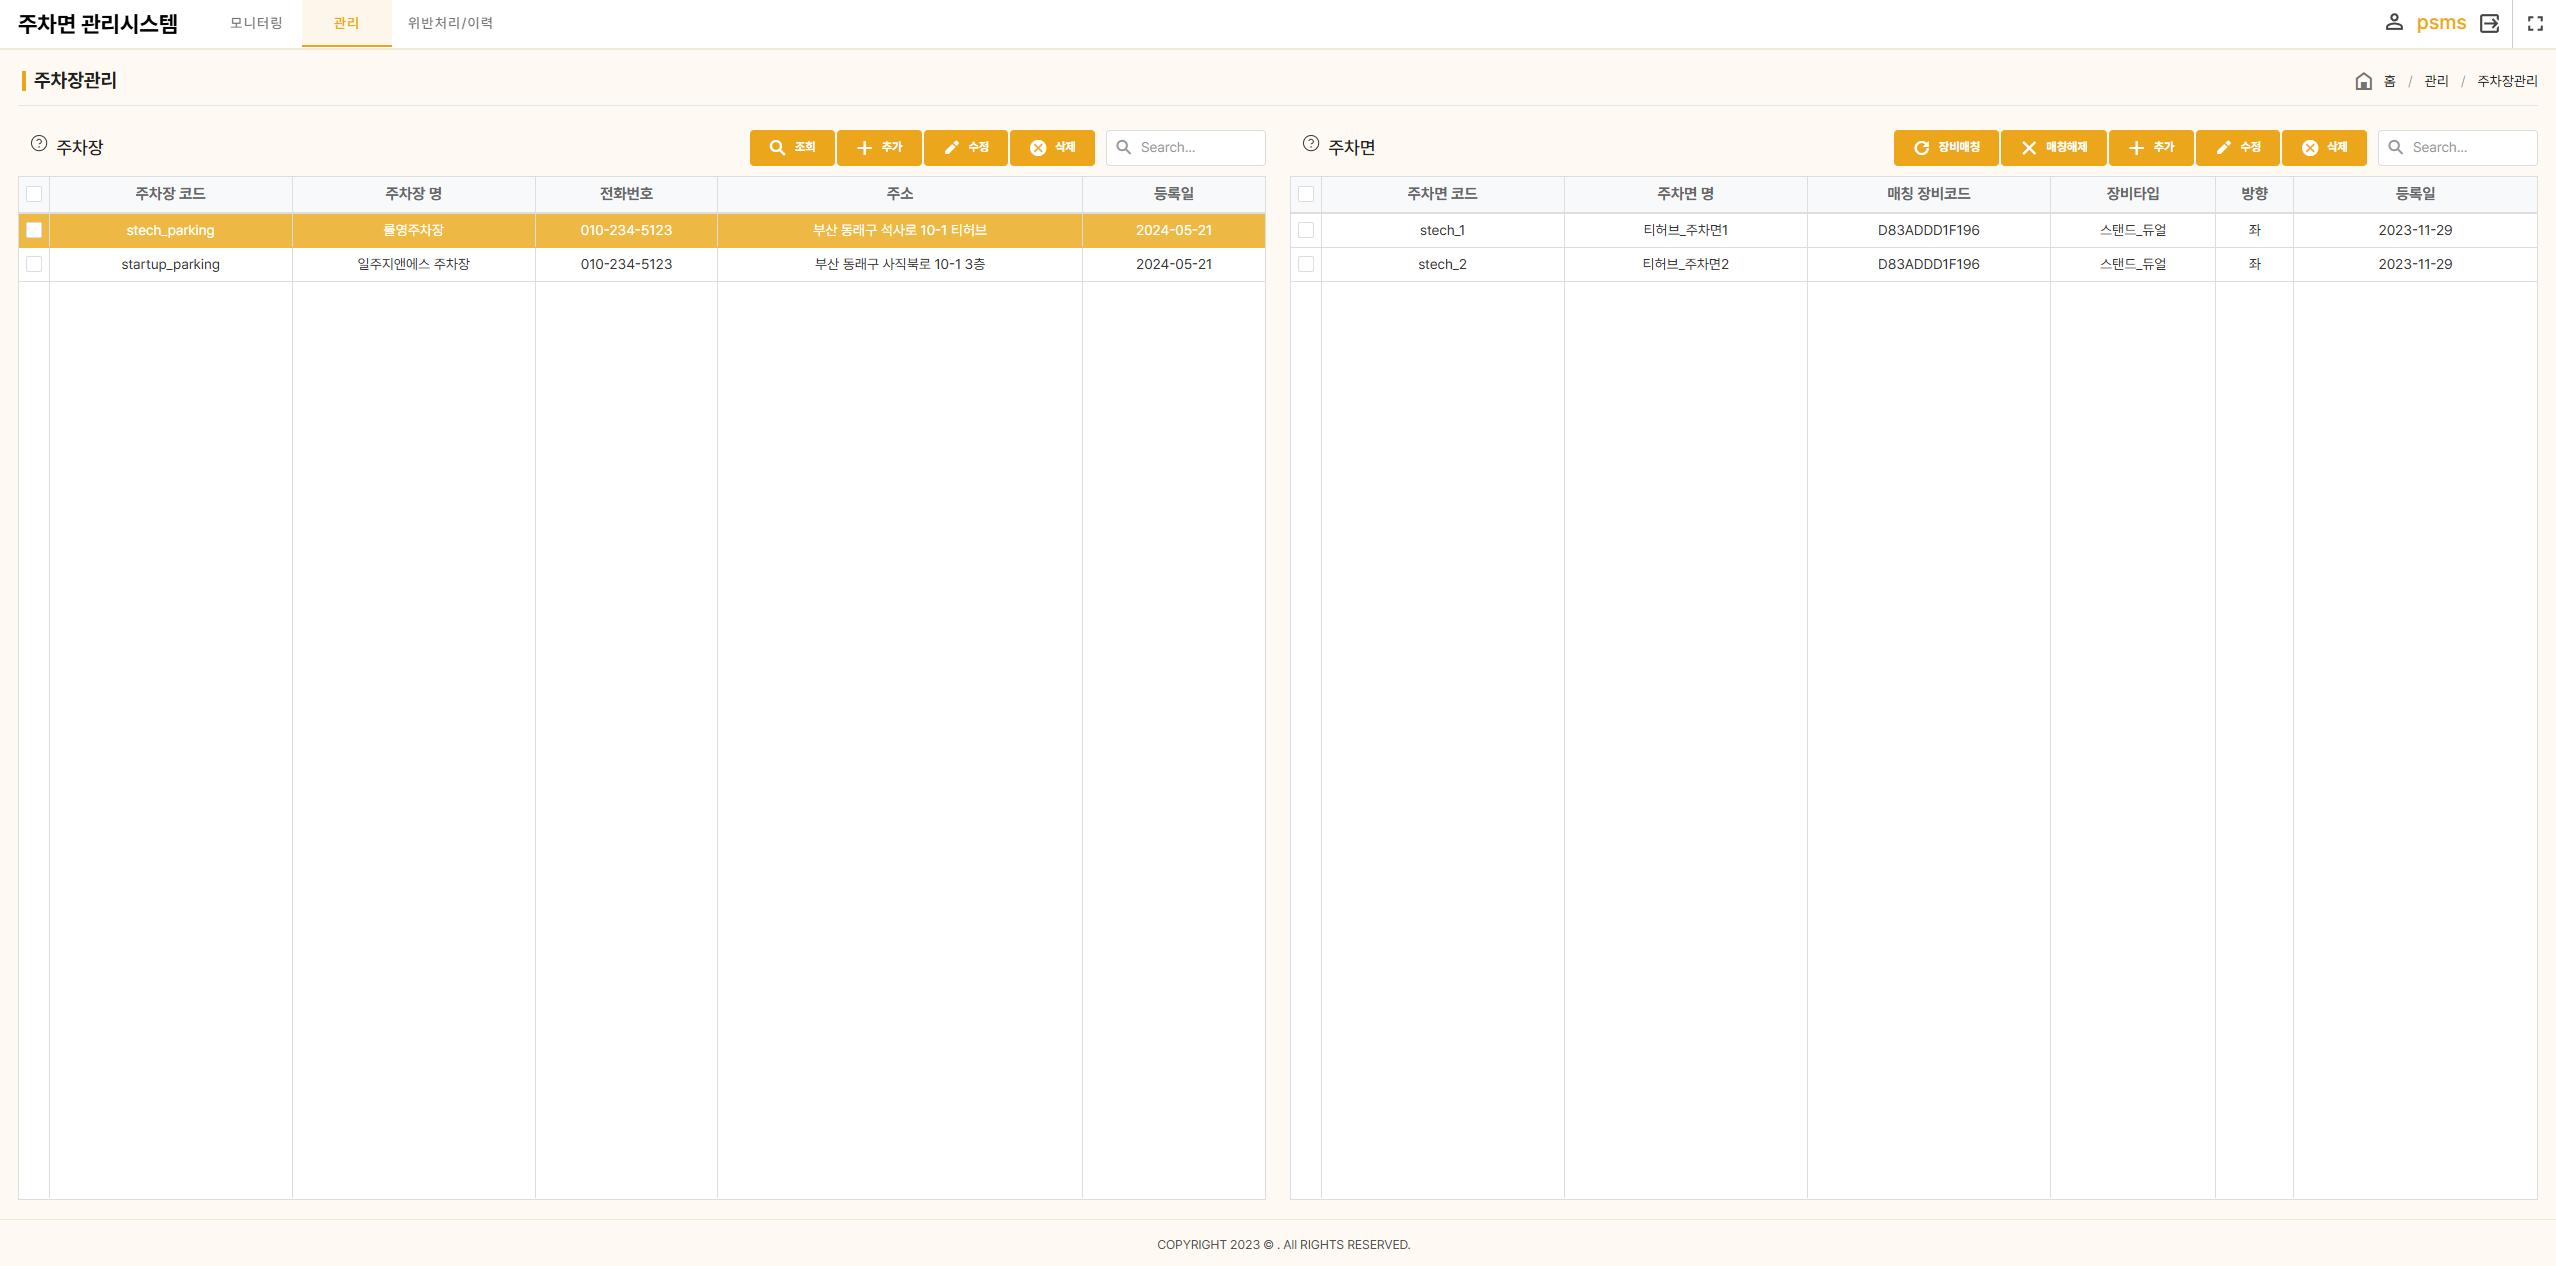 주차면 관리시스템 모니터링 관리 위반처리/이력 psms
주차장관리 홈 / 관리 / 주차장관리
주차장 조회 추가 수정 삭제 Search...
주차장 코드 주차장 명 전화번호 주소 등록일
stech_parking 률영주차장 010-234-5123 부산 동래구 석사로 10-1 티허브 2024-05-21
startup_parking 일주지앤에스 주차장 010-234-5123 부산 동래구 사직북로 10-1 3층 2024-05-21
주차면 장비매칭 매칭해제 추가 수정 삭제 Search...
주차면 코드 주차면 명 매칭 장비코드 장비타입 방향 등록일
stech_1 티허브_주차면1 D83ADDD1F196 스탠드_듀얼 좌 2023-11-29
stech_2 티허브_주차면2 D83ADDD1F196 스탠드_듀얼 좌 2023-11-29
COPYRIGHT 2023 © . All RIGHTS RESERVED.